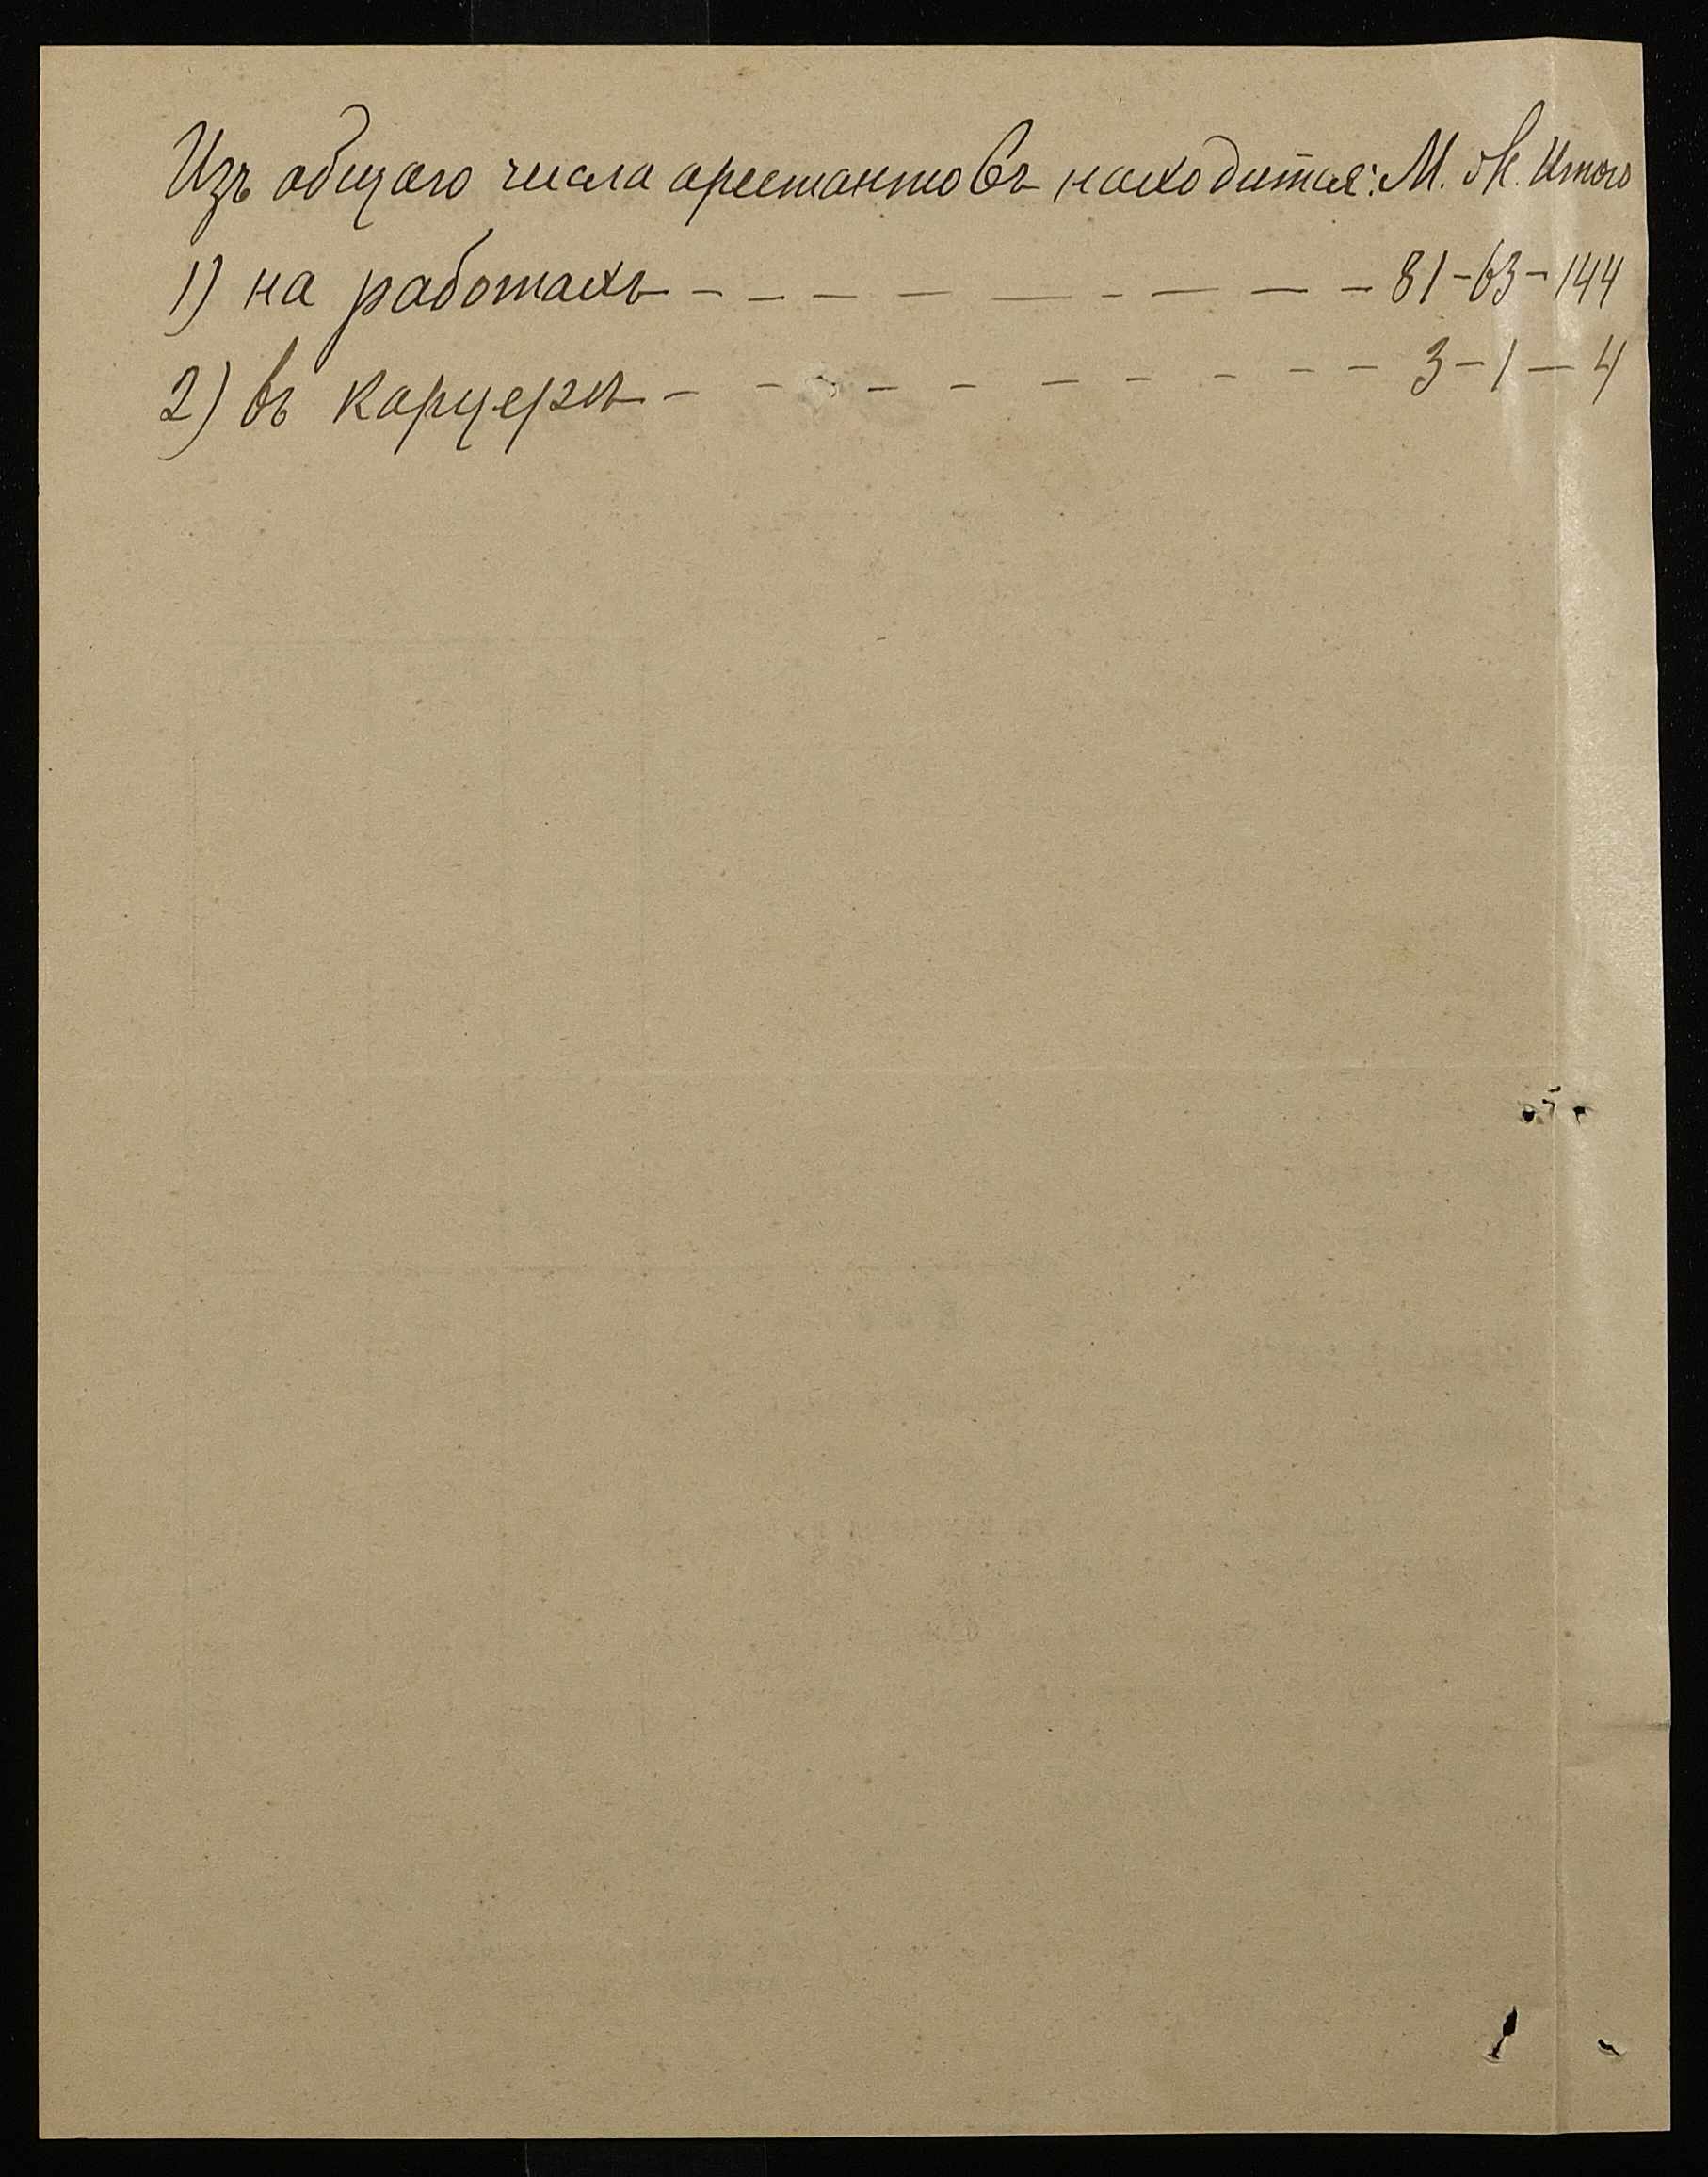 Изъ общаго числа арестантовъ находится: М. Ж. Итого
1) на работахъ - - - - - - - - - - 81-63-144
2) въ карцерѣ - - - - - - - - - - 3-1-4